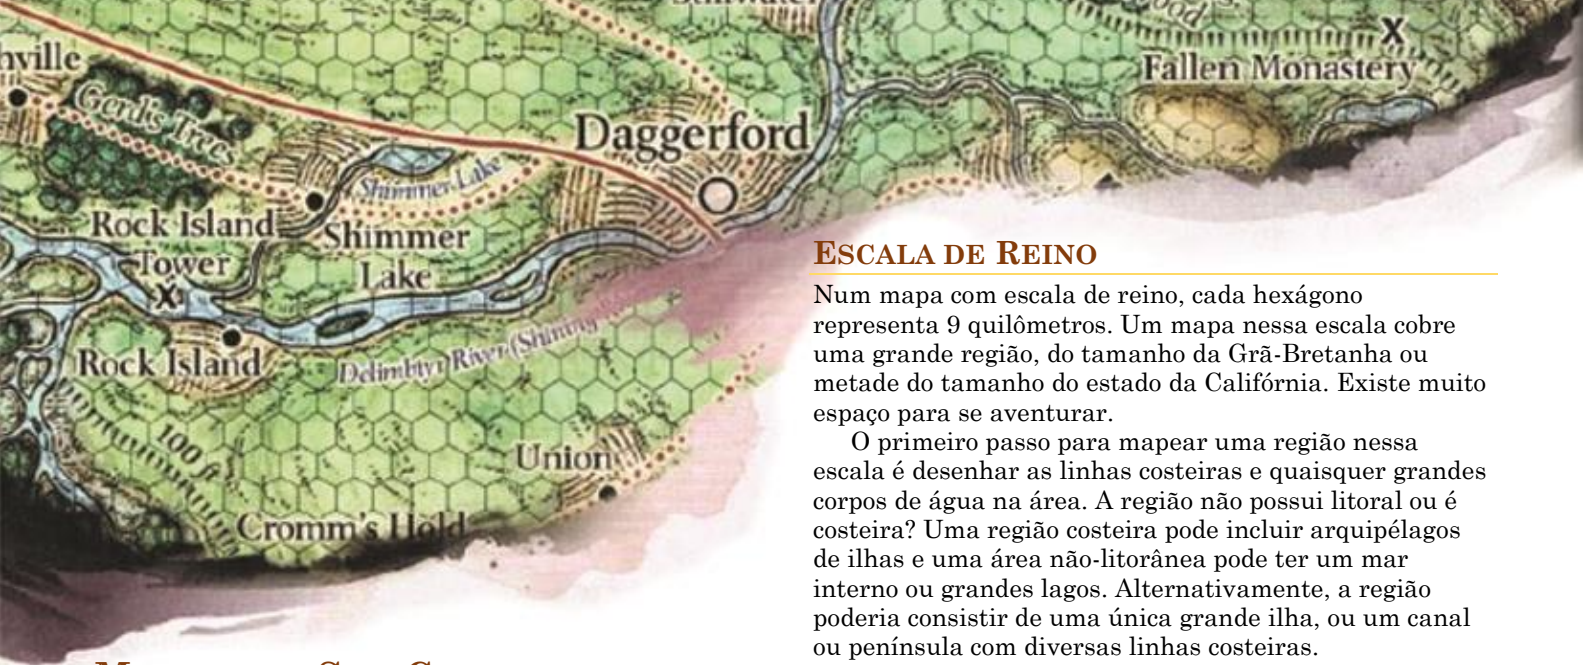 Fallen Monastery
X
Gerdis Trees
Daggerford
Shimmer Lake
Rock Island
Tower
X
Shimmer
Lake
Rock Island
Delimbiyr River
100 ft
Union
Cromm's Hold
ESCALA DE REINO
Num mapa com escala de reino, cada hexágono
representa 9 quilômetros. Um mapa nessa escala cobre
uma grande região, do tamanho da Grã-Bretanha ou
metade do tamanho do estado da Califórnia. Existe muito
espaço para se aventurar.
O primeiro passo para mapear uma região nessa
escala é desenhar as linhas costeiras e quaisquer grandes
corpos de água na área. A região não possui litoral ou é
costeira? Uma região costeira pode incluir arquipélagos
de ilhas e uma área não-litorânea pode ter um mar
interno ou grandes lagos. Alternativamente, a região
poderia consistir de uma única grande ilha, ou um canal
ou península com diversas linhas costeiras.